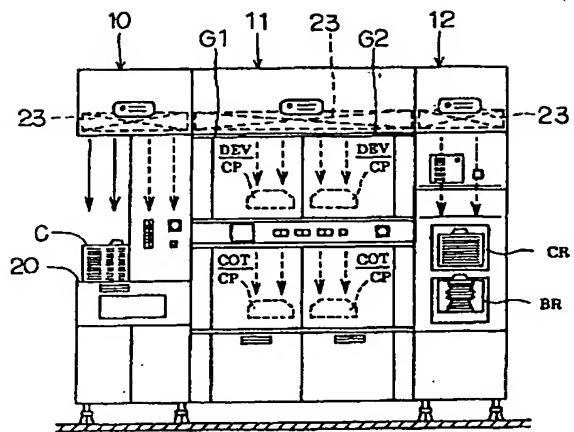 10 11 23 12
G1 G2
23 23
DEV DEV
CP CP
C
20
COT COT
CP CP
CR
BR